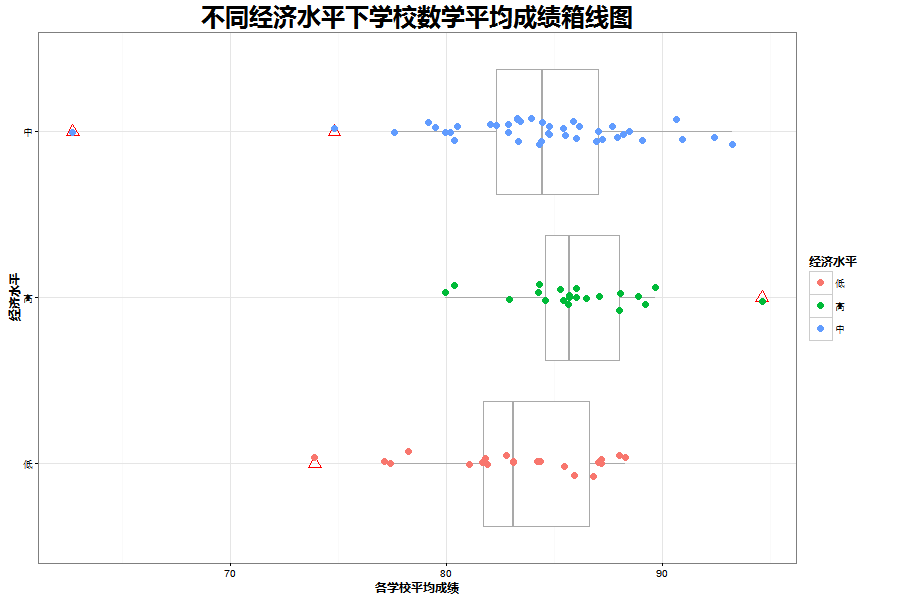 不同经济水平下学校数学平均成绩箱线图
经济水平
中
高
低
70
80
90
各学校平均成绩
经济水平
低
高
中